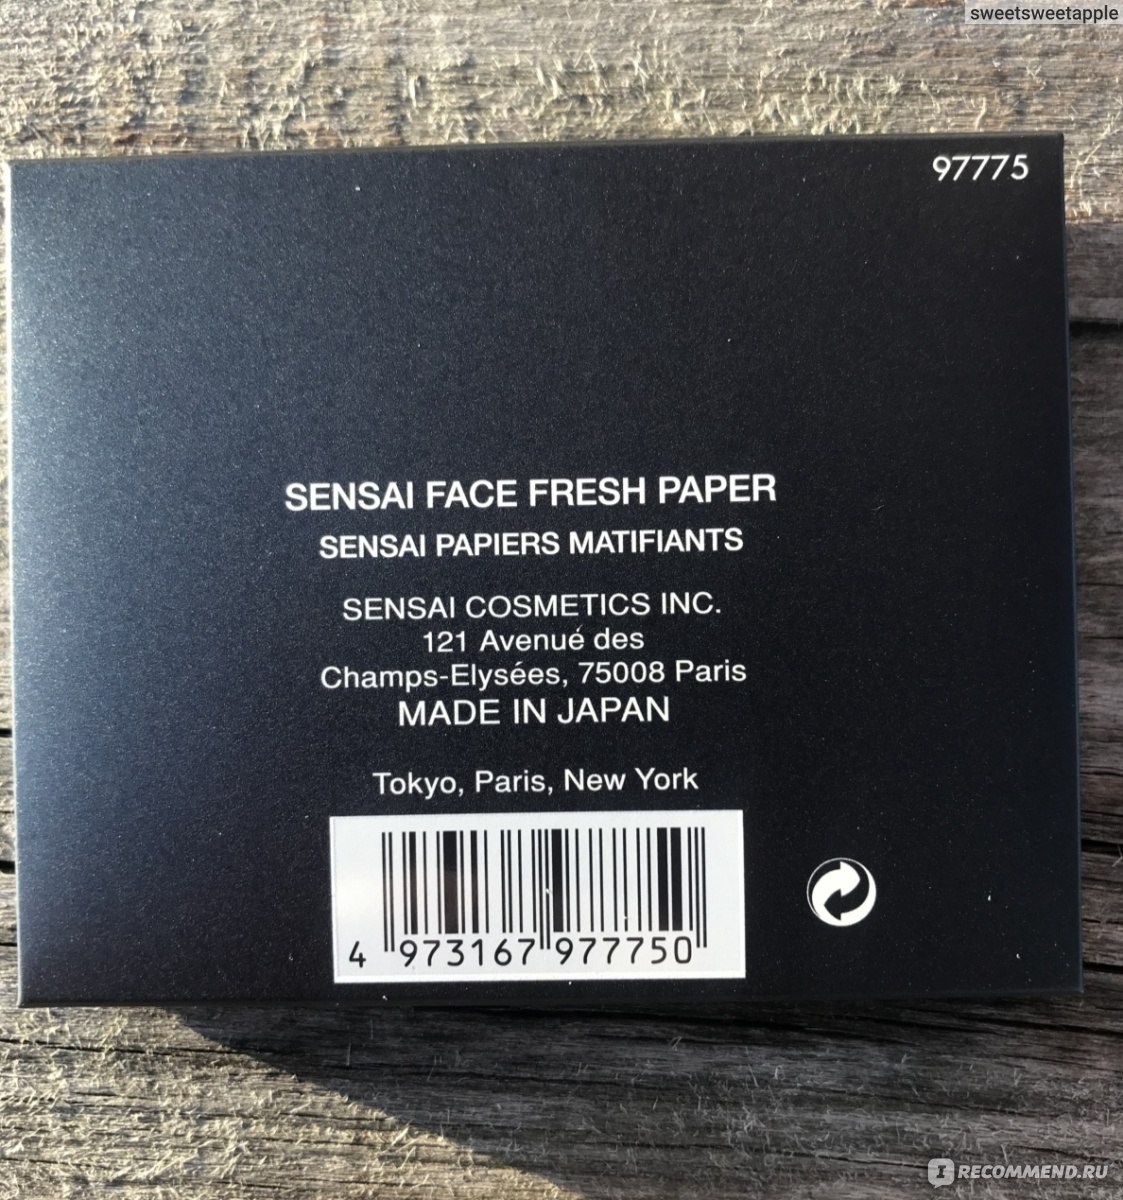 sweetsweetapple
97775
SENSAI FACE FRESH PAPER
SENSAI PAPIERS MATIFIANTS
SENSAI COSMETICS INC.
121 Avenué des
Champs-Elysées, 75008 Paris
MADE IN JAPAN
Tokyo, Paris, New York
4 973167 977750
IRECOMMEND.RU